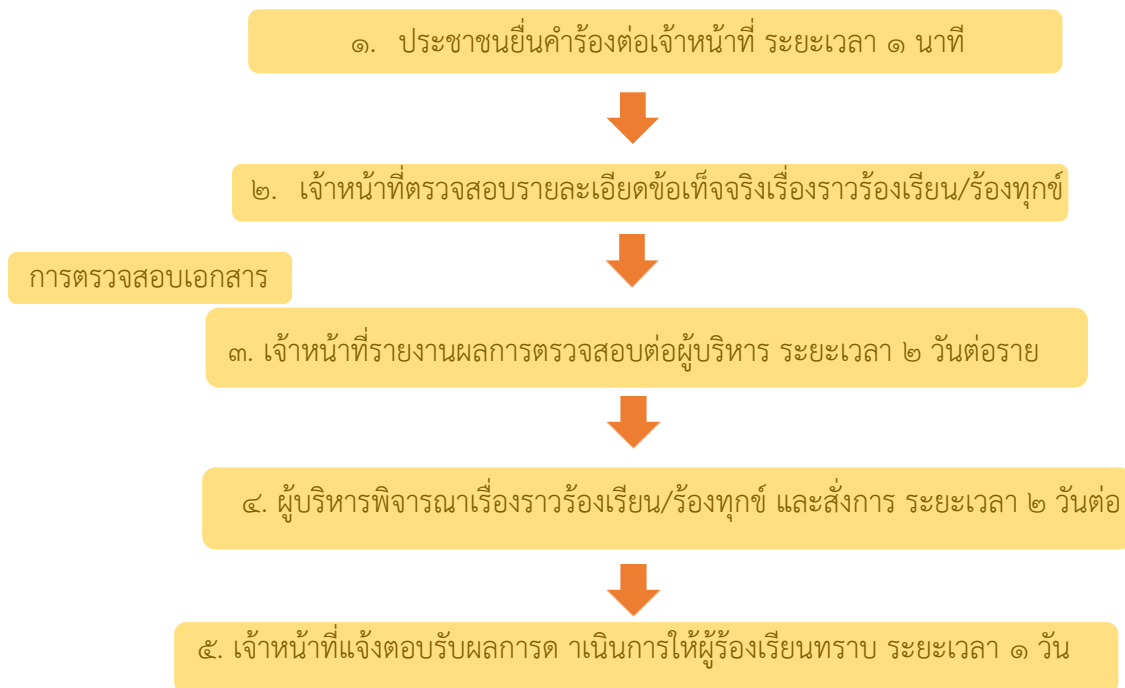 ๑. ประชาชนยื่นคำร้องต่อเจ้าหน้าที่ ระยะเวลา ๑ นาที
๒. เจ้าหน้าที่ตรวจสอบรายละเอียดข้อเท็จจริงเรื่องราวร้องเรียน/ร้องทุกข์
การตรวจสอบเอกสาร
๓. เจ้าหน้าที่รายงานผลการตรวจสอบต่อผู้บริหาร ระยะเวลา ๒ วันต่อราย
๔. ผู้บริหารพิจารณาเรื่องราวร้องเรียน/ร้องทุกข์ และสั่งการ ระยะเวลา ๒ วันต่อ
๕. เจ้าหน้าที่แจ้งตอบรับผลการด าเนินการให้ผู้ร้องเรียนทราบ ระยะเวลา ๑ วัน